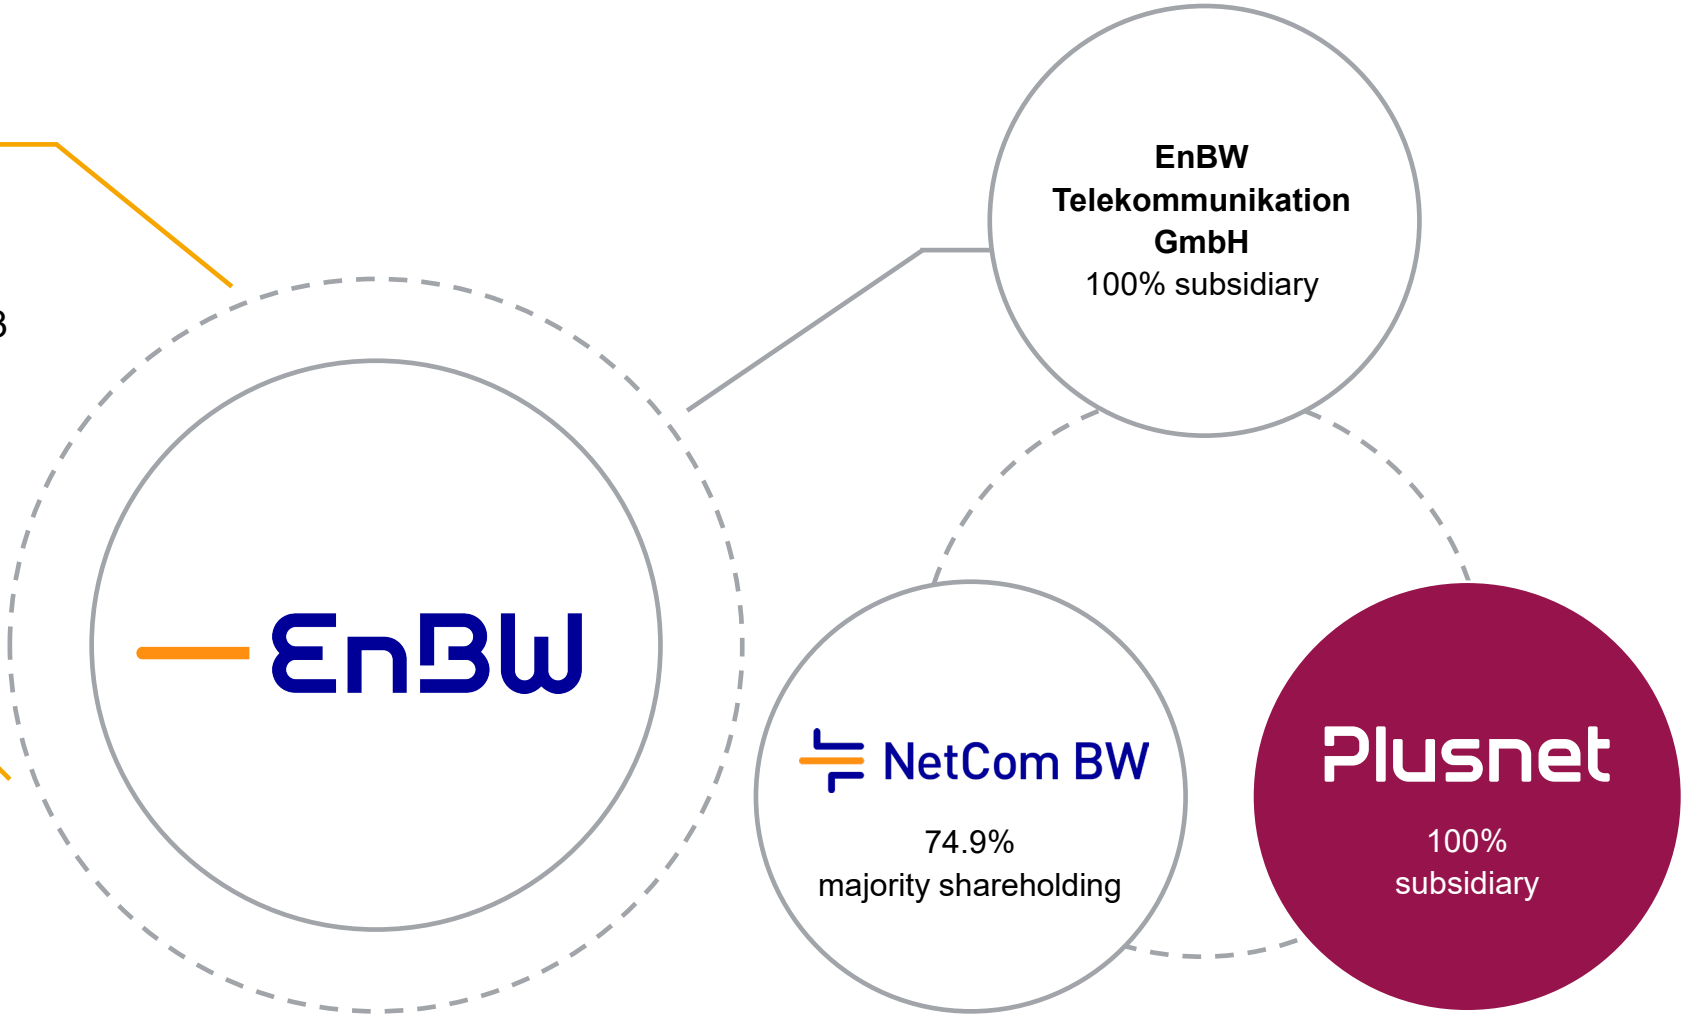 EnBW
Telekommunikation
GmbH
100% subsidiary
B
EnBW
NetCom BW
74.9%
majority shareholding
Plusnet
100%
subsidiary